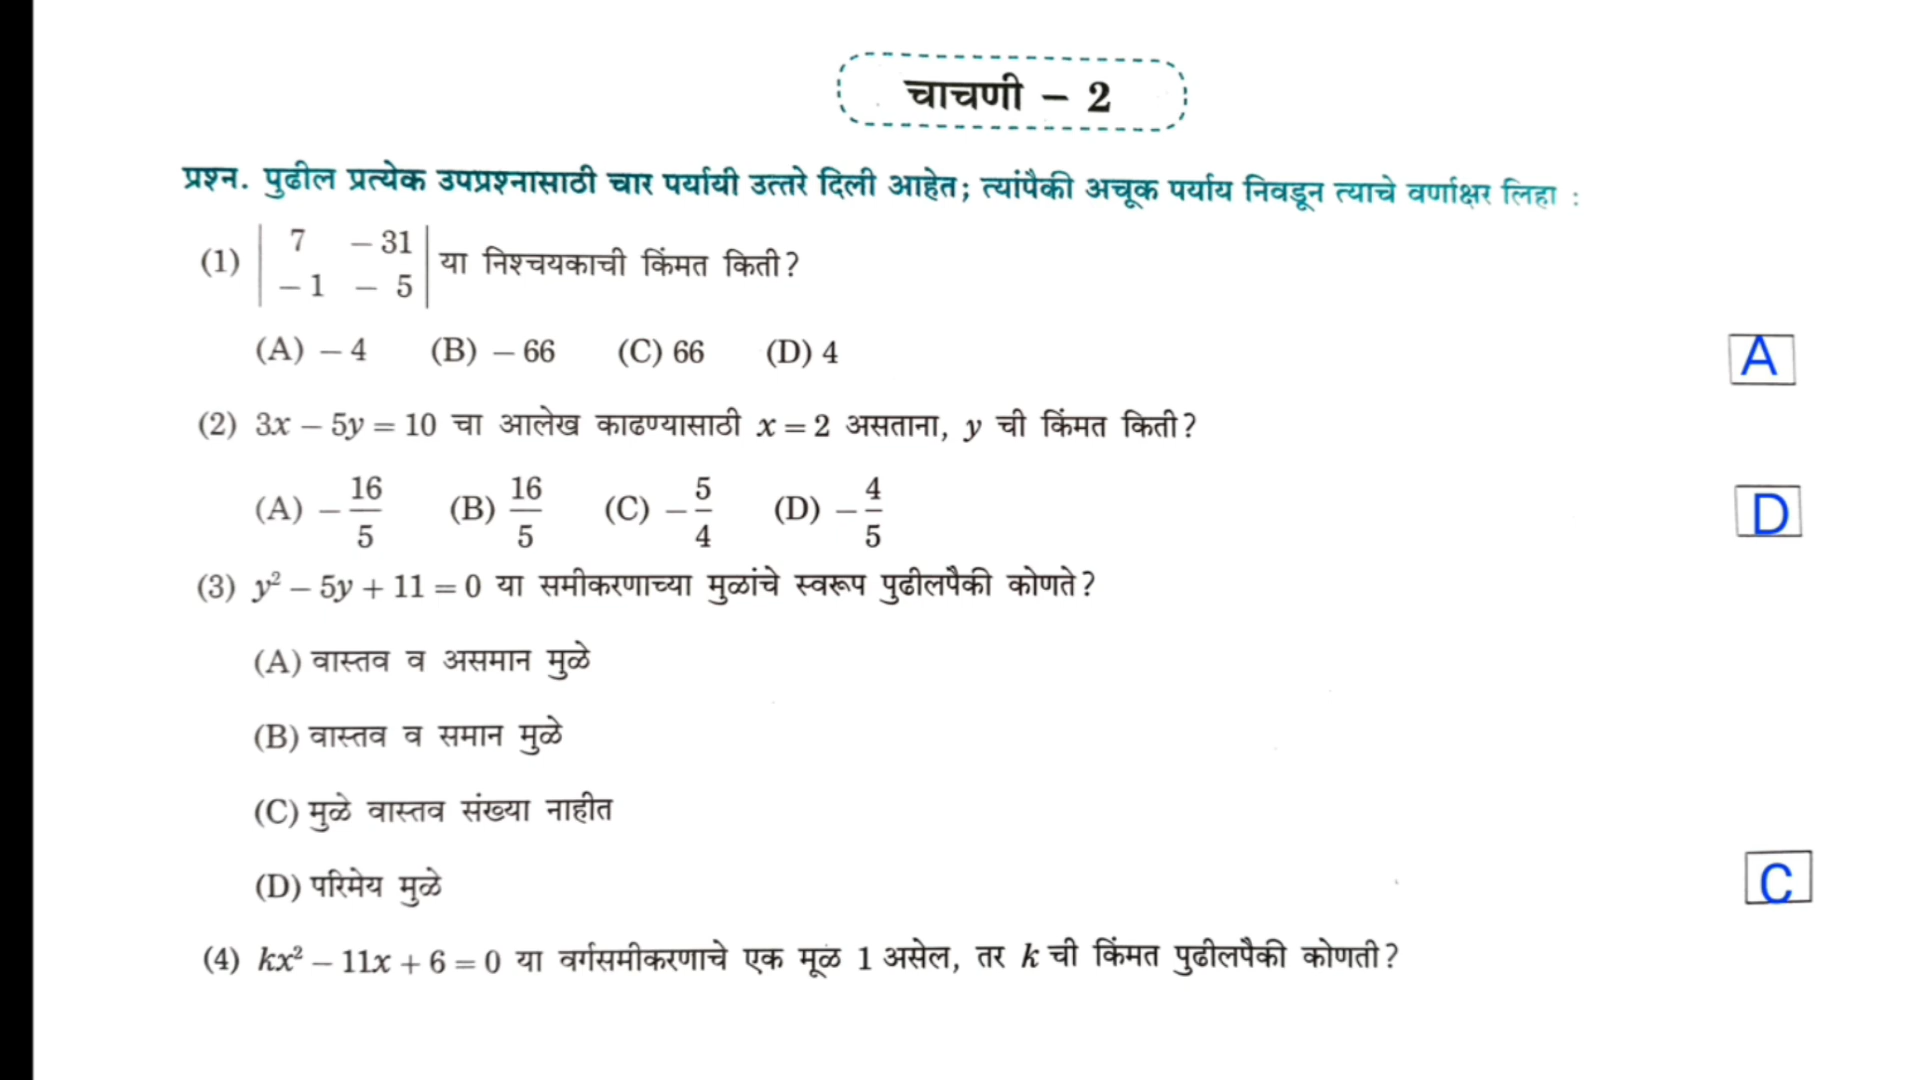 चाचणी – 2
प्रश्न. पुढील प्रत्येक उपप्रश्नासाठी चार पर्यायी उत्तरे दिली आहेत; त्यांपैकी अचूक पर्याय निवडून त्याचे वर्णाक्षर लिहा :
(1) | 7 – 31 |
| – 1 – 5 | या निश्चयकाची किंमत किती?
(A) – 4 (B) – 66 (C) 66 (D) 4 A
(2) 3x – 5y = 10 चा आलेख काढण्यासाठी x = 2 असताना, y ची किंमत किती?
(A) – 16/5 (B) 16/5 (C) – 5/4 (D) – 4/5 D
(3) y² – 5y + 11 = 0 या समीकरणाच्या मुळांचे स्वरूप पुढीलपैकी कोणते?
(A) वास्तव व असमान मुळे
(B) वास्तव व समान मुळे
(C) मुळे वास्तव संख्या नाहीत
(D) परिमेय मुळे C
(4) kx² – 11x + 6 = 0 या वर्गसमीकरणाचे एक मूळ 1 असेल, तर k ची किंमत पुढीलपैकी कोणती?